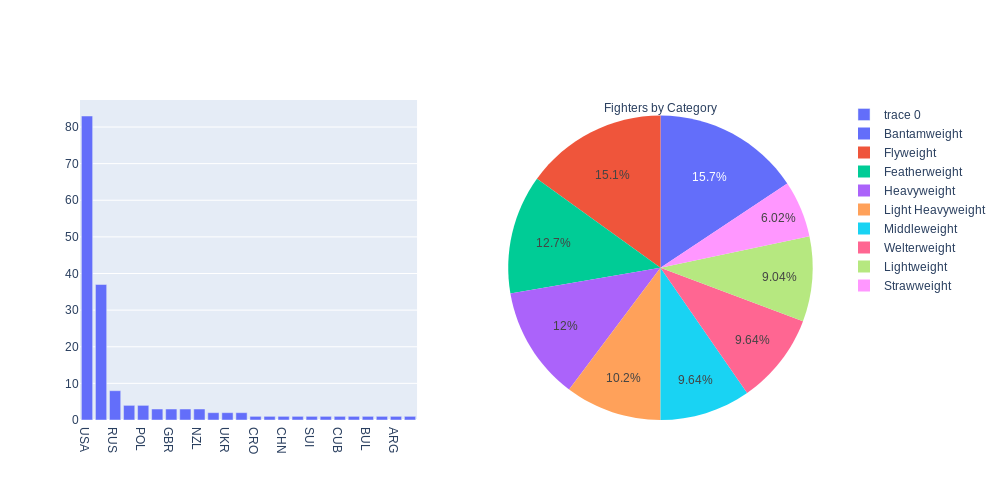 Fighters by Category
80
70
60
50
40
30
20
10
0
USA
RUS
POL
GBR
NZL
UKR
CRO
CHN
SUI
CUB
BUL
ARG
15.7%
15.1%
12.7%
12%
10.2%
9.64%
9.64%
9.04%
6.02%
trace 0
Bantamweight
Flyweight
Featherweight
Heavyweight
Light Heavyweight
Middleweight
Welterweight
Lightweight
Strawweight